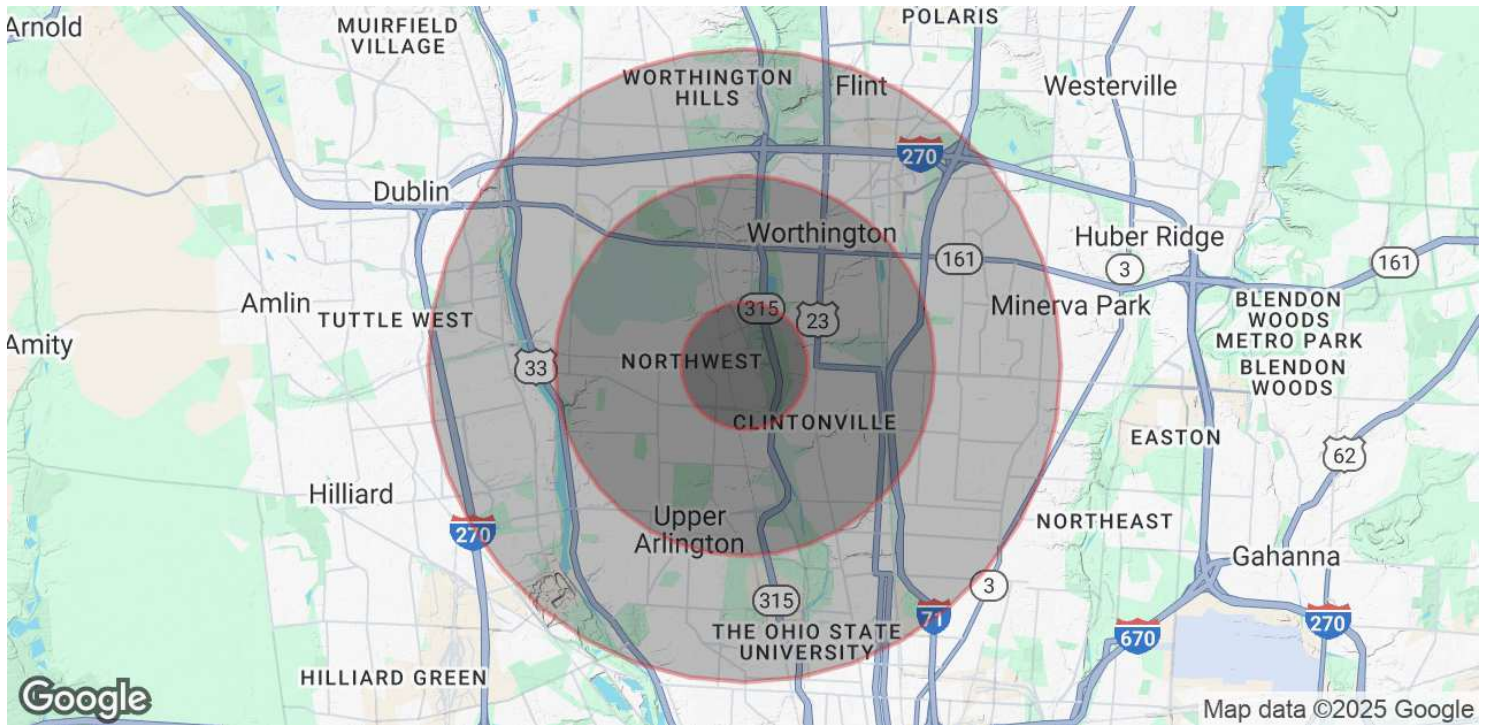 Arnold
MUIRFIELD
VILLAGE
POLARIS
WORTHINGTON
HILLS
Flint
Westerville
270
Dublin
Worthington
161
Huber Ridge
3
161
Amlin
TUTTLE WEST
315
23
Minerva Park
BLENDON
WOODS
METRO PARK
BLENDON
WOODS
Amity
33
NORTHWEST
CLINTONVILLE
EASTON
62
Hilliard
270
Upper
Arlington
NORTHEAST
Gahanna
315
3
71
670
270
THE OHIO STATE
UNIVERSITY
HILLIARD GREEN
Google
Map data ©2025 Google